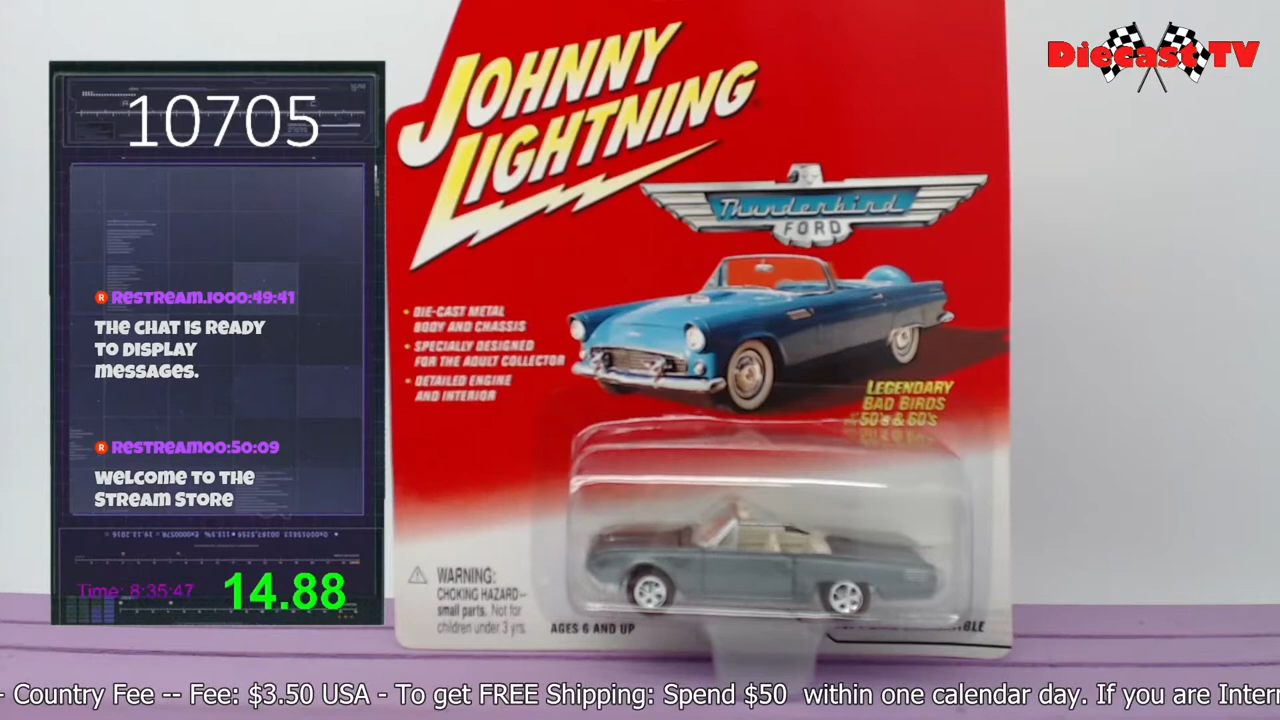 Diecast TV
10705
RESTREAM.IO00:49:41
THE CHAT IS READY
TO DISPLAY
MESSAGES.
RESTREAM00:50:09
WELCOME TO THE
STREAM STORE
Time: 8:35:47
14.88
JOHNNY
LIGHTNING
Thunderbird
FORD
• DIE-CAST METAL
BODY AND CHASSIS
• SPECIALLY DESIGNED
FOR THE ADULT COLLECTOR
• DETAILED ENGINE
AND INTERIOR
LEGENDARY
BAD BIRDS
50's & 60's
WARNING:
CHOKING HAZARD--
small parts. Not for
children under 3 yrs.
AGES 6 AND UP
- Country Fee -- Fee: $3.50 USA - To get FREE Shipping: Spend $50 within one calendar day. If you are Intern